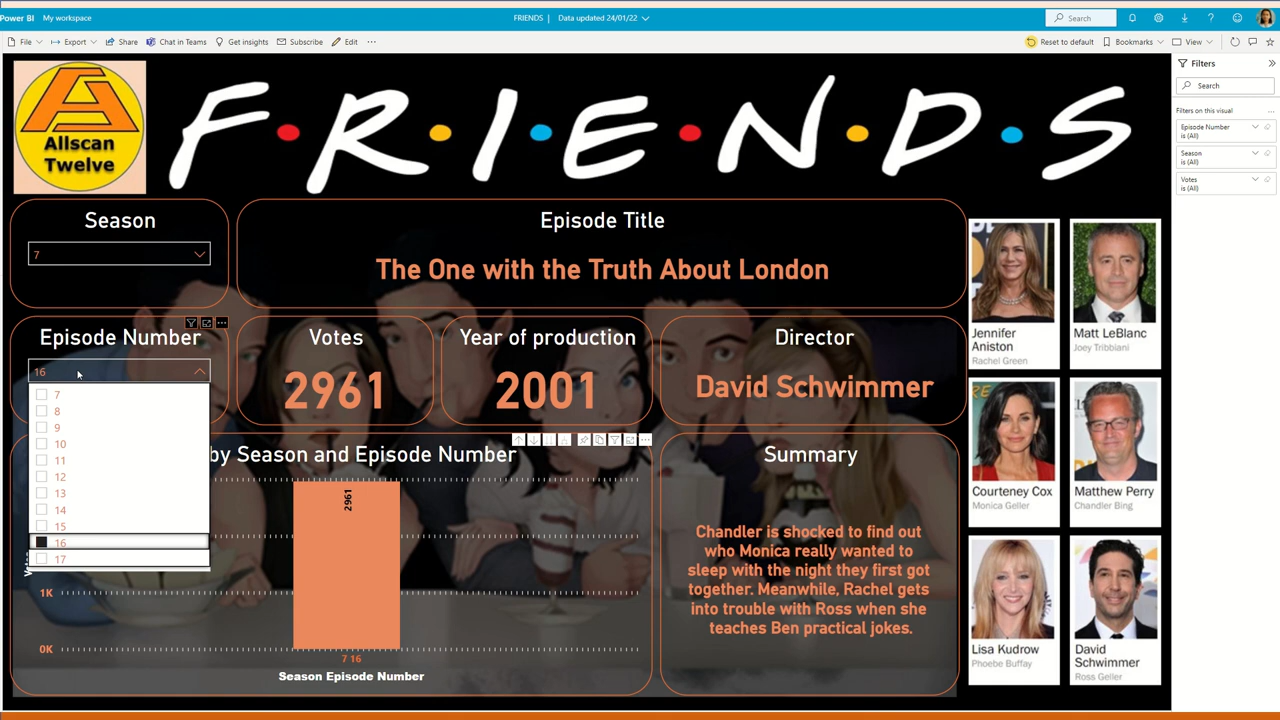 Power BI My workspace
FRIENDS | Data updated 24/01/22
Search
File Export Share Chat in Teams Get insights Subscribe Edit ...
Reset to default Bookmarks View
Filters
Search
Filters on this visual ...
Episode Number
is (All)
Season
is (All)
Votes
is (All)
Allscan
Twelve
F·R·I·E·N·D·S
Season
7
Episode Title
The One with the Truth About London
Episode Number
16
7
8
9
10
11
12
13
14
15
16
17
Votes
2961
Year of production
2001
Director
David Schwimmer
by Season and Episode Number
2961
1K
0K
7 16
Season Episode Number
Summary
Chandler is shocked to find out
who Monica really wanted to
sleep with the night they first got
together. Meanwhile, Rachel gets
into trouble with Ross when she
teaches Ben practical jokes.
Jennifer
Aniston
Rachel Green
Matt LeBlanc
Joey Tribbiani
Courteney Cox
Monica Geller
Matthew Perry
Chandler Bing
Lisa Kudrow
Phoebe Buffay
David
Schwimmer
Ross Geller